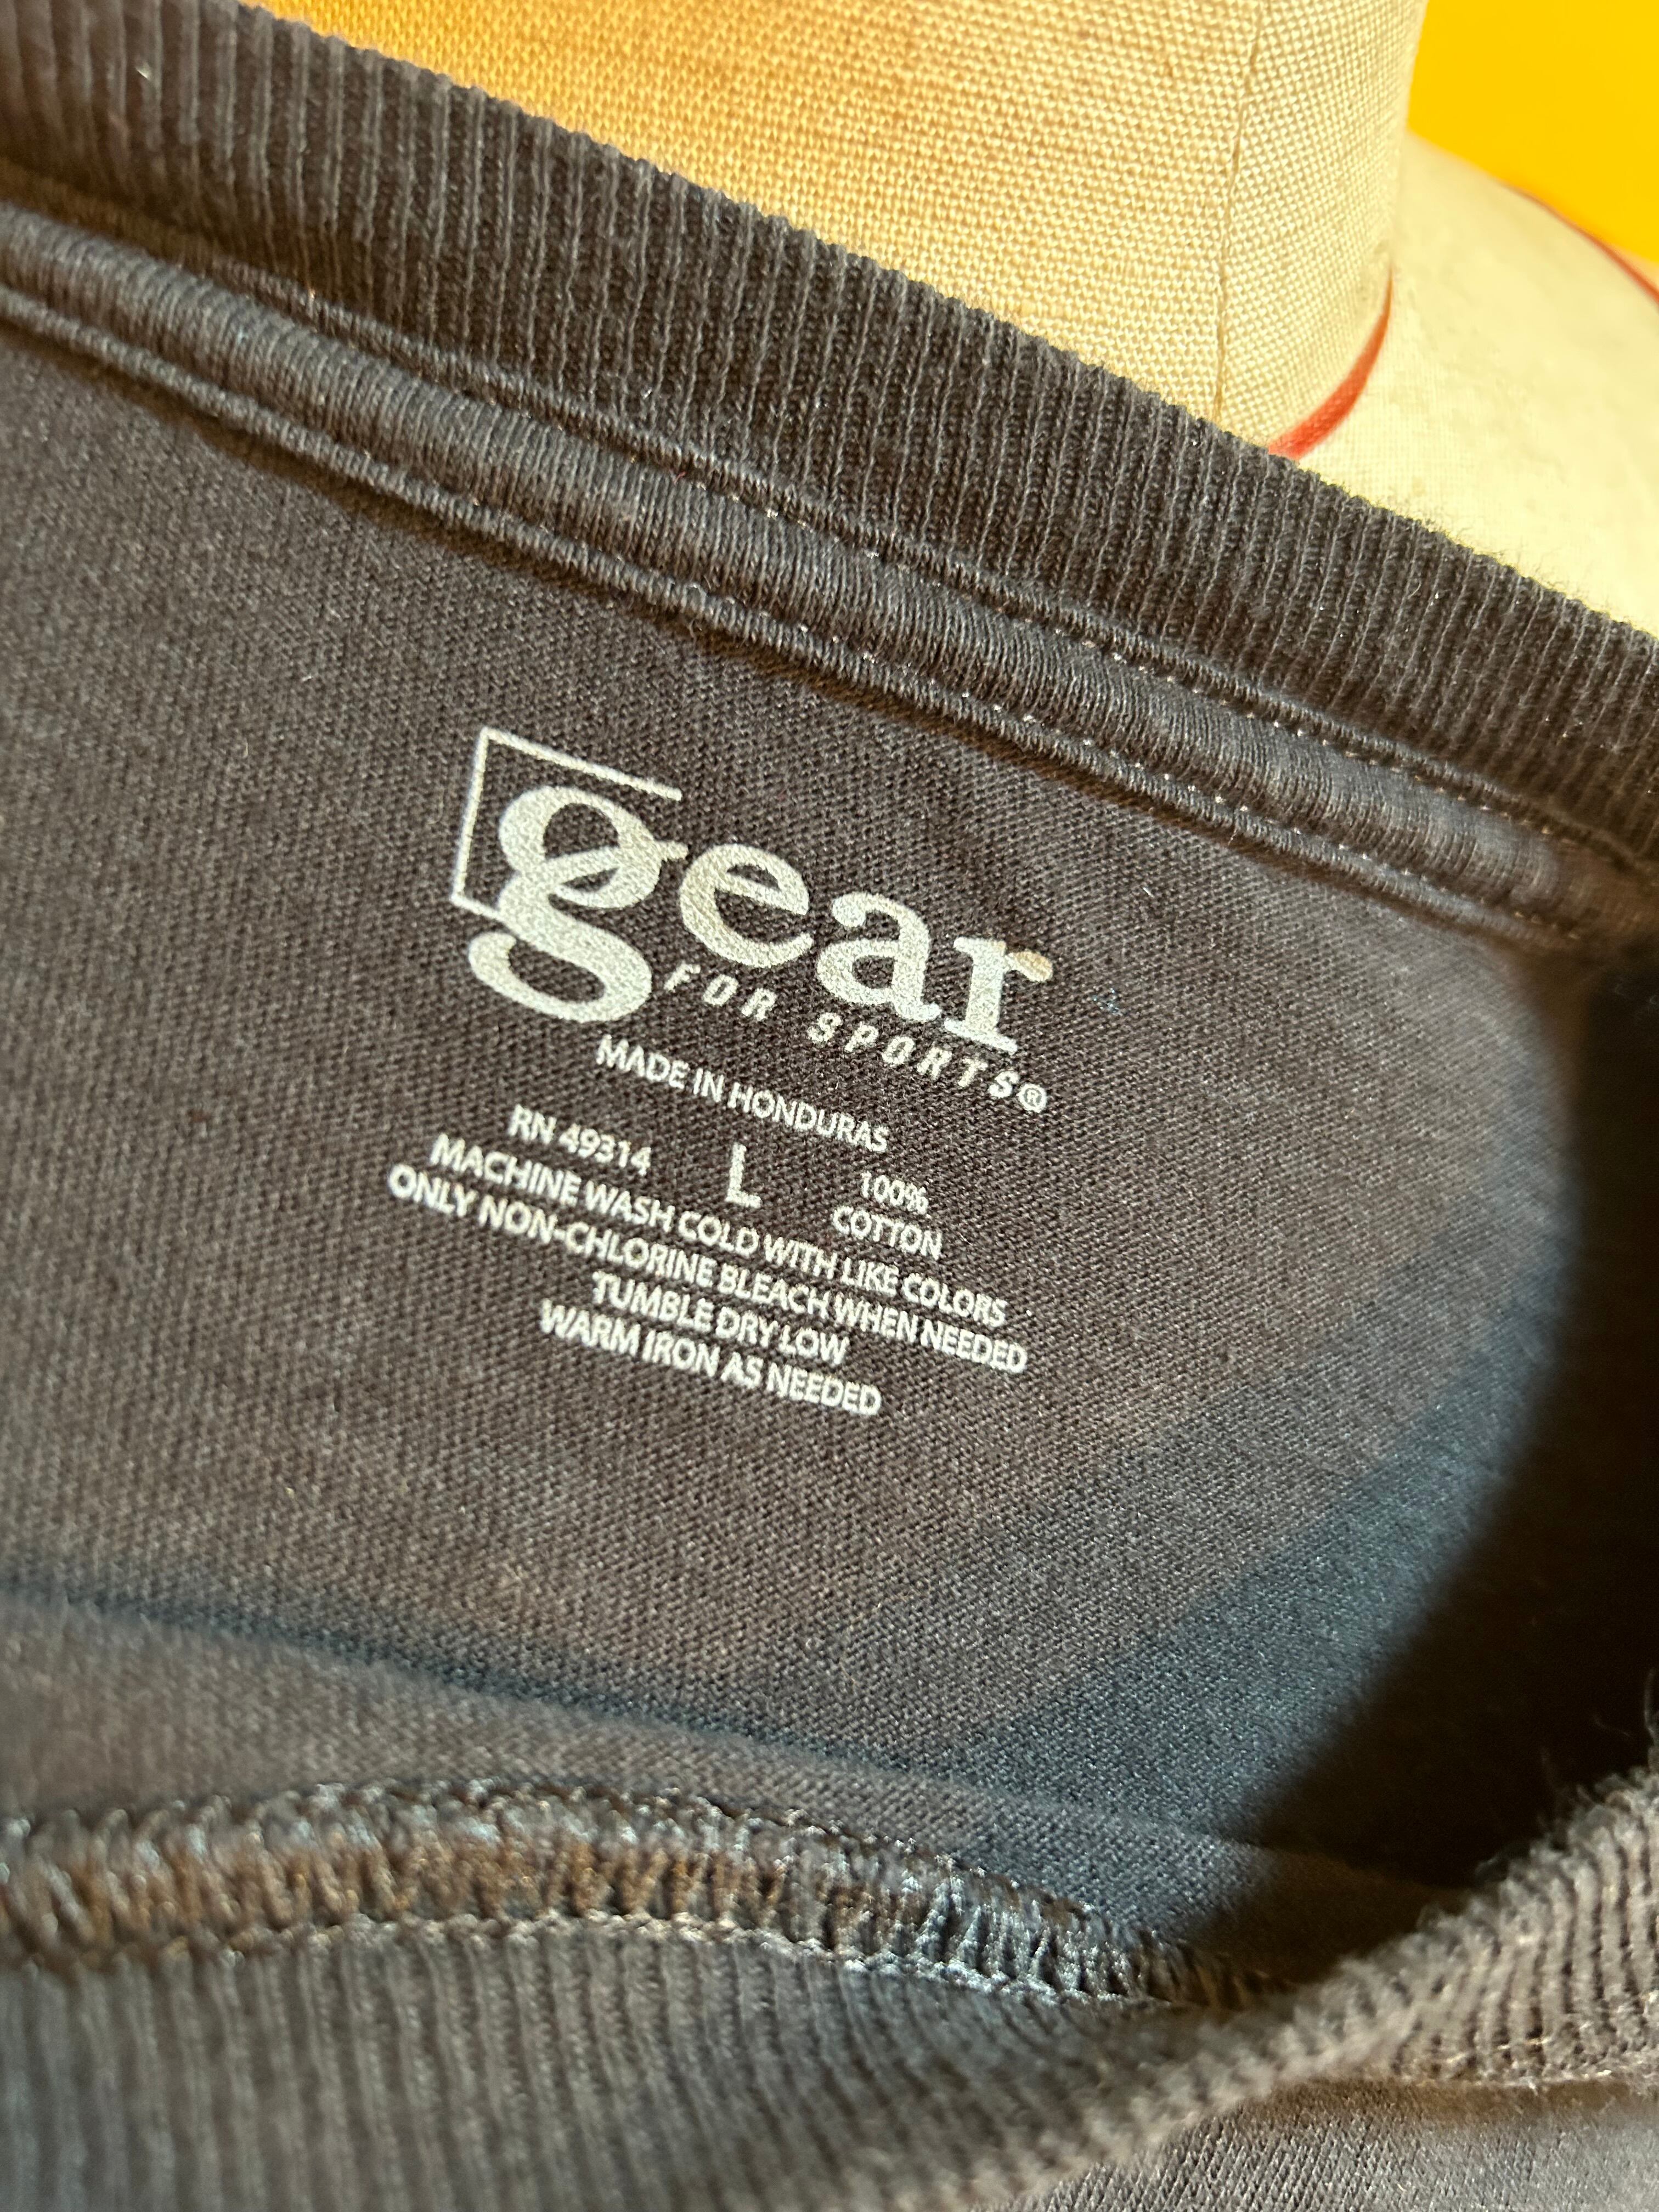 gear
FOR SPORTS®
MADE IN HONDURAS
RN 49314 L 100%
COTTON
MACHINE WASH COLD WITH LIKE COLORS
ONLY NON-CHLORINE BLEACH WHEN NEEDED
TUMBLE DRY LOW
WARM IRON AS NEEDED